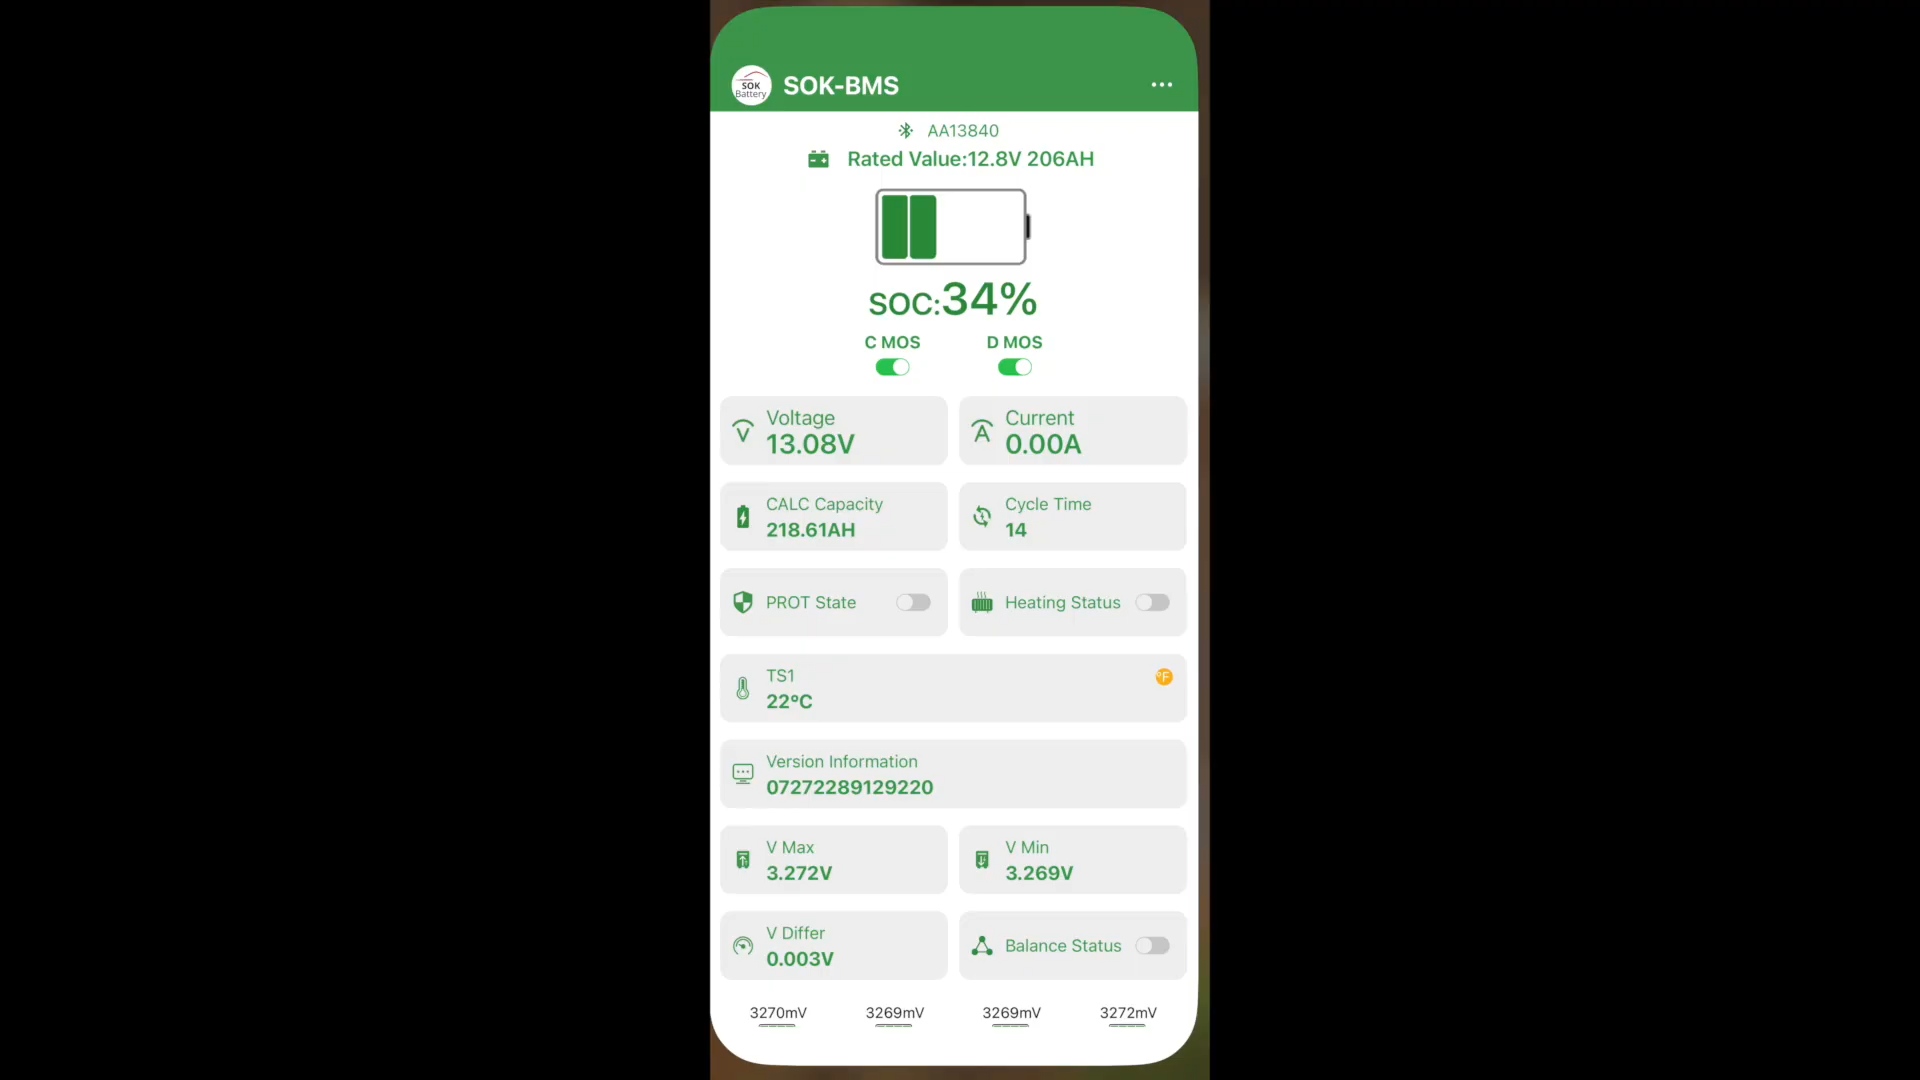 SOK
Battery
SOK-BMS
AA13840
Rated Value:12.8V 206AH
SOC:34%
C MOS
D MOS
Voltage
13.08V
Current
0.00A
CALC Capacity
218.61AH
Cycle Time
14
PROT State
Heating Status
TS1
22°C
°F
Version Information
07272289129220
V Max
3.272V
V Min
3.269V
V Differ
0.003V
Balance Status
3270mV 3269mV 3269mV 3272mV